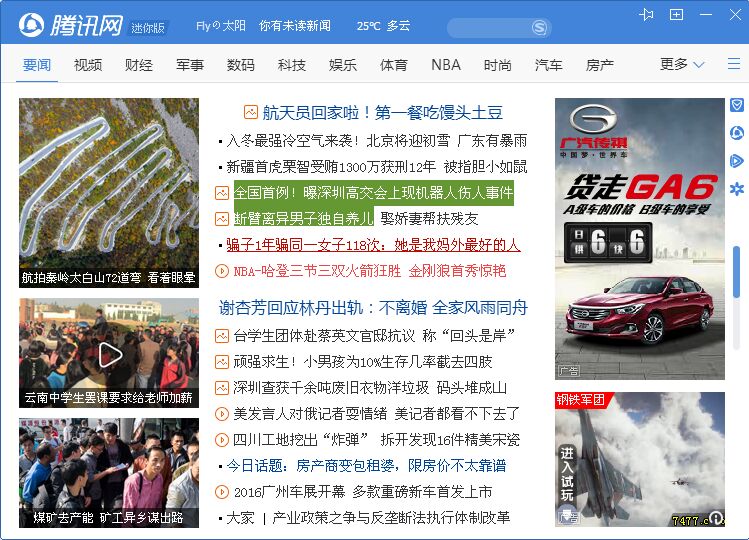 腾讯网 迷你版 Flyの太阳 你有未读新闻 25℃ 多云
要闻 视频 财经 军事 数码 科技 娱乐 体育 NBA 时尚 汽车 房产 更多
航拍秦岭太白山72道弯 看着眼晕
云南中学生罢课要求给老师加薪
煤矿去产能 矿工异乡谋出路
航天员回家啦！第一餐吃馒头土豆
入冬最强冷空气来袭！北京将迎初雪 广东有暴雨
新疆首虎栗智受贿1300万获刑12年 被指胆小如鼠
全国首例！曝深圳高交会上现机器人伤人事件
断臂离异男子独自养儿 娶娇妻帮扶残友
骗子1年骗同一女子118次：她是我妈外最好的人
NBA-哈登三节三双火箭狂胜 金刚狼首秀惊艳
谢杏芳回应林丹出轨：不离婚 全家风雨同舟
台学生团体赴蔡英文官邸抗议 称“回头是岸”
顽强求生！小男孩为10%生存几率截去四肢
深圳查获千余吨废旧衣物洋垃圾 码头堆成山
美发言人对俄记者耍情绪 美记者都看不下去了
四川工地挖出“炸弹” 拆开发现16件精美宋瓷
今日话题：房产商变包租婆，限房价不太靠谱
2016广州车展开幕 多款重磅新车首发上市
大家 | 产业政策之争与反垄断法执行体制改革
广汽传祺
中国梦·世界车
贷走GA6
A级车的价格 B级车的享受
日供 6 6 块
广告
钢铁军团
进入试玩
广告
7477.com